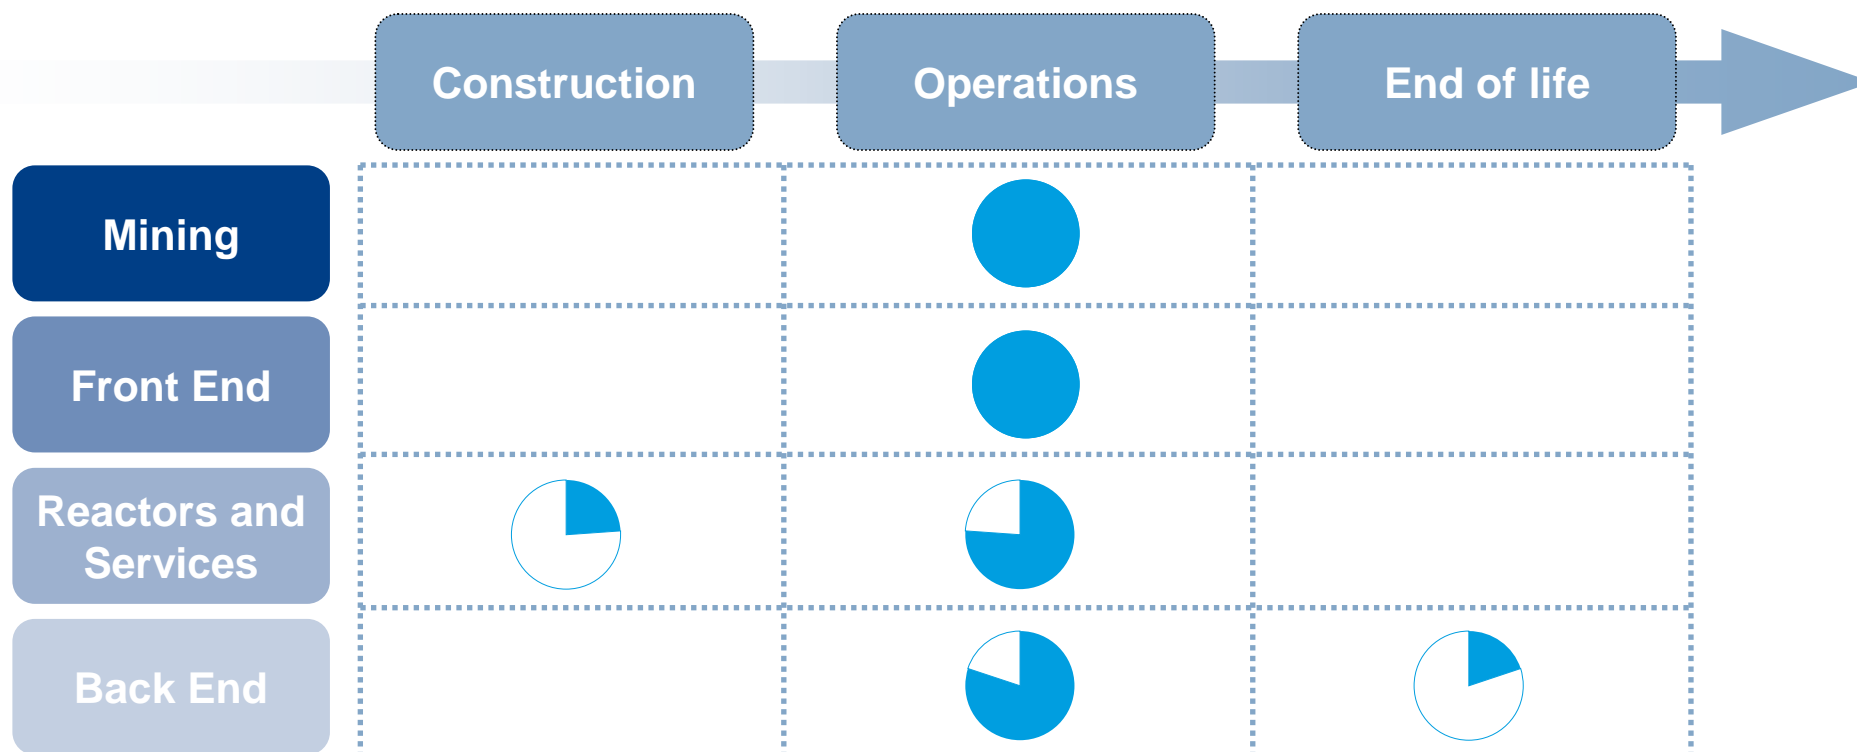 Construction
Operations
End of life
Mining
Front End
Reactors and
Services
Back End